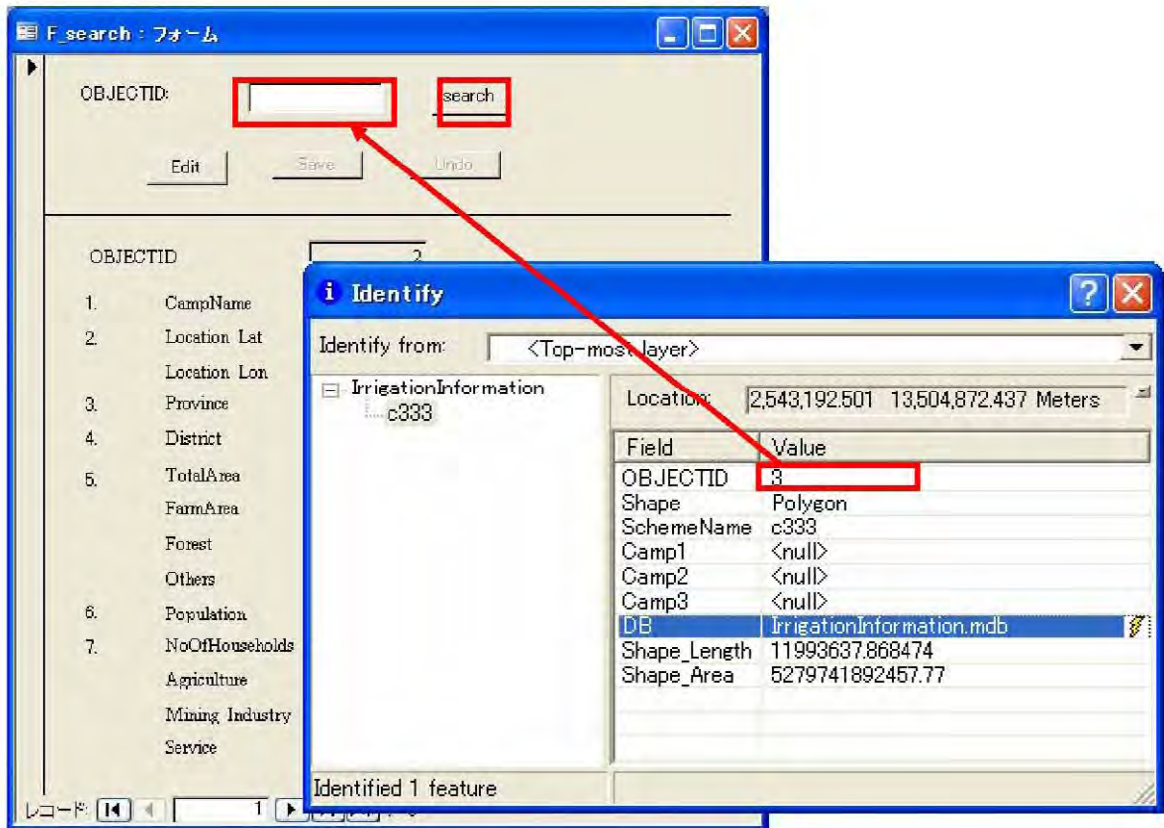 F_search : フォーム
OBJECTID:
search
Edit
Save
Undo
OBJECTID
1. CampName
2. Location Lat
Location Lon
3. Province
4. District
5. TotalArea
FarmArea
Forest
Others
6. Population
7. NoOfHouseholds
Agriculture
Mining Industry
Service
レコード: 1
Identify
Identify from: <Top-most layer>
IrrigationInformation
c333
Location: 2,543,192.501 13,504,872.437 Meters
Field Value
OBJECTID 3
Shape Polygon
SchemeName c333
Camp1 <null>
Camp2 <null>
Camp3 <null>
DB IrrigationInformation.mdb
Shape_Length 11993637.868474
Shape_Area 5279741892457.77
Identified 1 feature